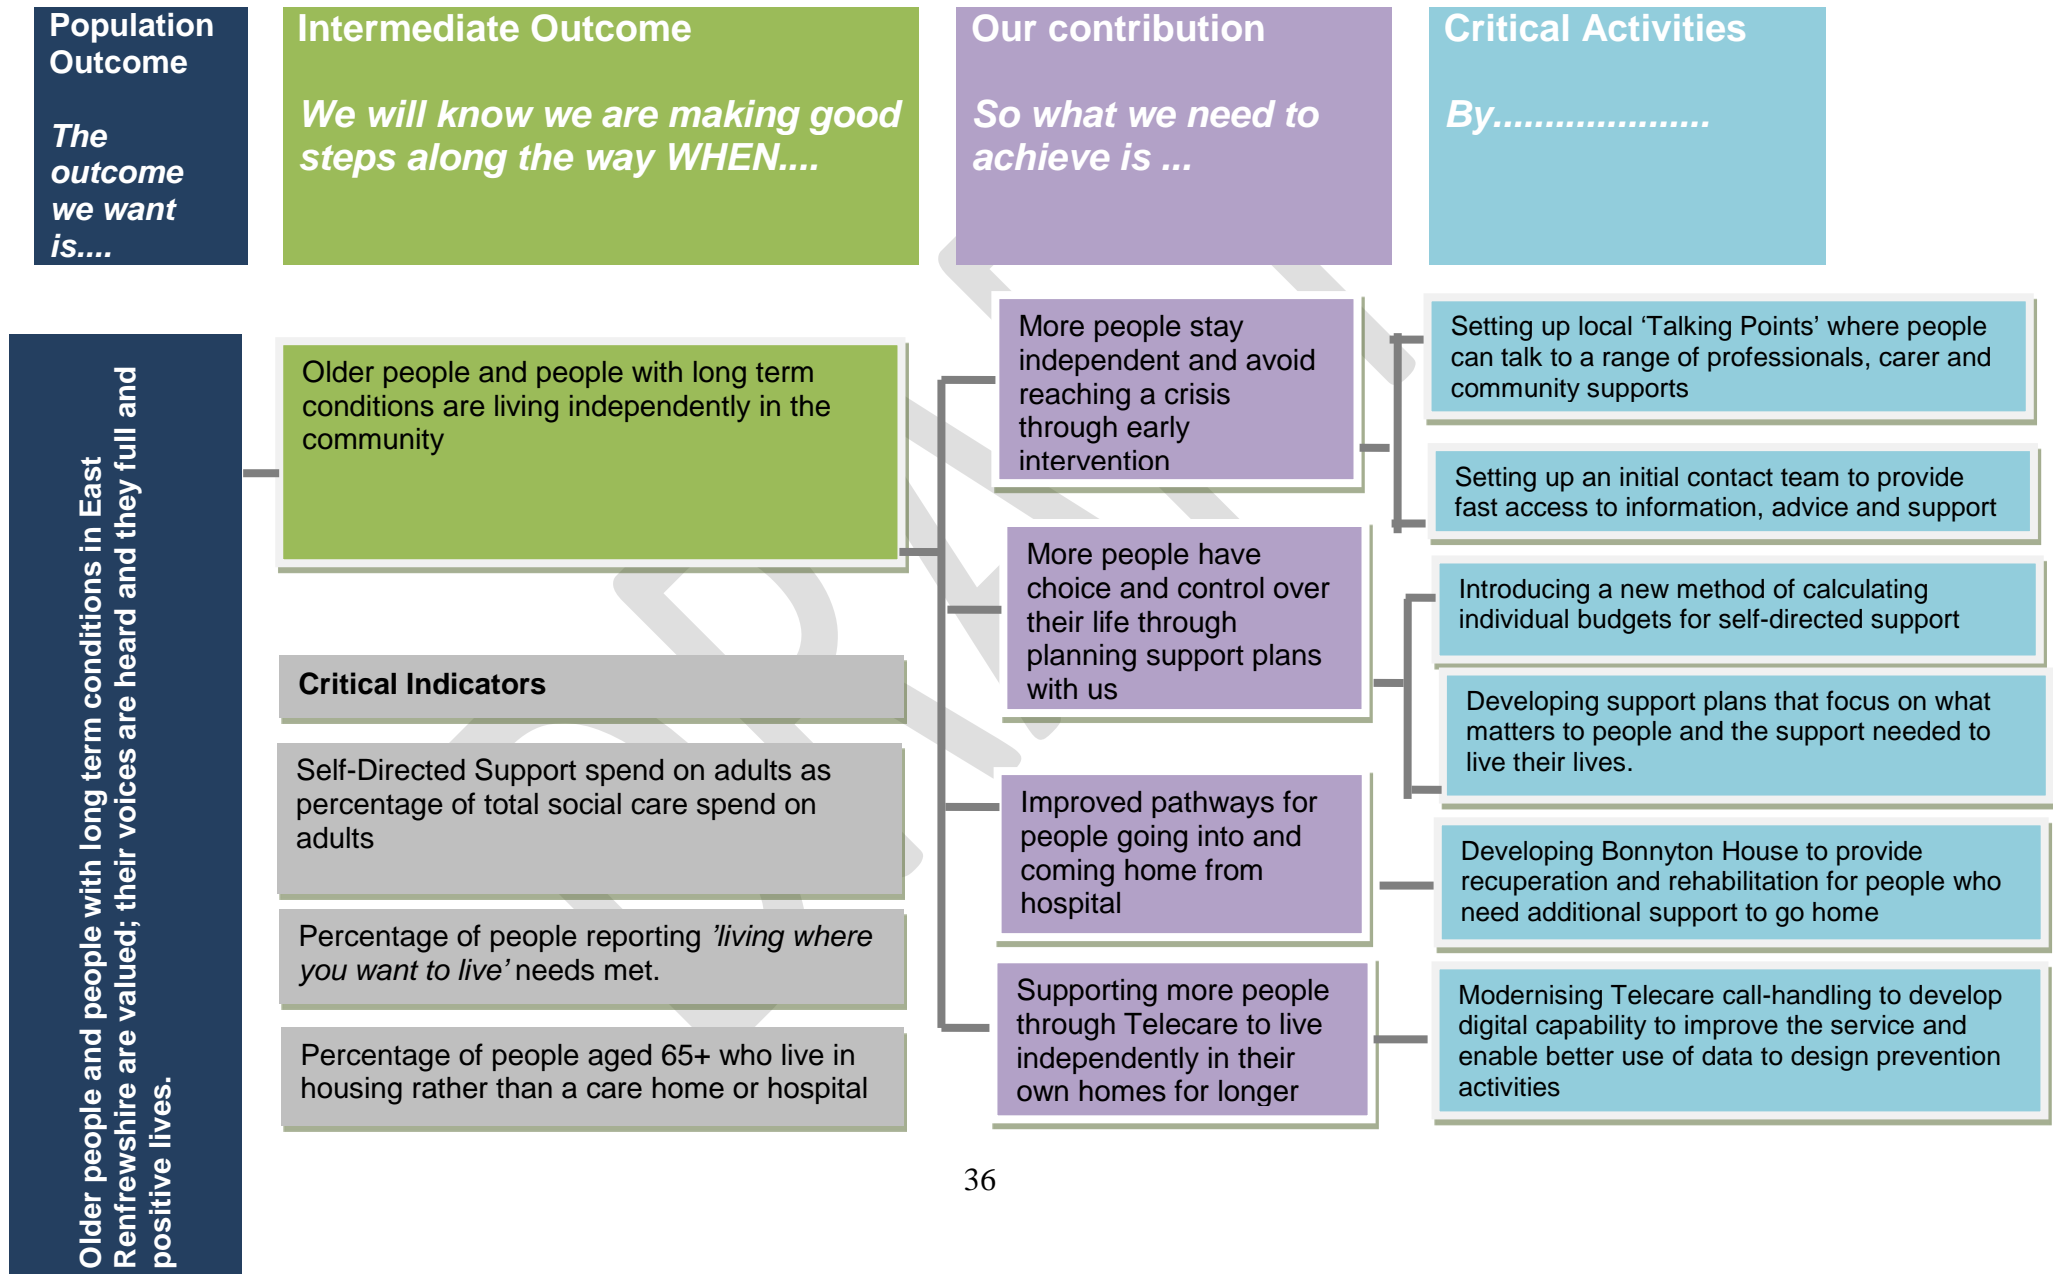 Population
Outcome
The
outcome
we want
is....
Intermediate Outcome
We will know we are making good
steps along the way WHEN....
Our contribution
So what we need to
achieve is ...
Critical Activities
By.....................
Older people and people with long term conditions in East
Renfrewshire are valued; their voices are heard and they full and
positive lives.
Older people and people with long term
conditions are living independently in the
community
Critical Indicators
Self-Directed Support spend on adults as
percentage of total social care spend on
adults
Percentage of people reporting ’living where
you want to live’ needs met.
Percentage of people aged 65+ who live in
housing rather than a care home or hospital
More people stay
independent and avoid
reaching a crisis
through early
intervention
More people have
choice and control over
their life through
planning support plans
with us
Improved pathways for
people going into and
coming home from
hospital
Supporting more people
through Telecare to live
independently in their
own homes for longer
Setting up local ‘Talking Points’ where people
can talk to a range of professionals, carer and
community supports
Setting up an initial contact team to provide
fast access to information, advice and support
Introducing a new method of calculating
individual budgets for self-directed support
Developing support plans that focus on what
matters to people and the support needed to
live their lives.
Developing Bonnyton House to provide
recuperation and rehabilitation for people who
need additional support to go home
Modernising Telecare call-handling to develop
digital capability to improve the service and
enable better use of data to design prevention
activities
36
DRAFT